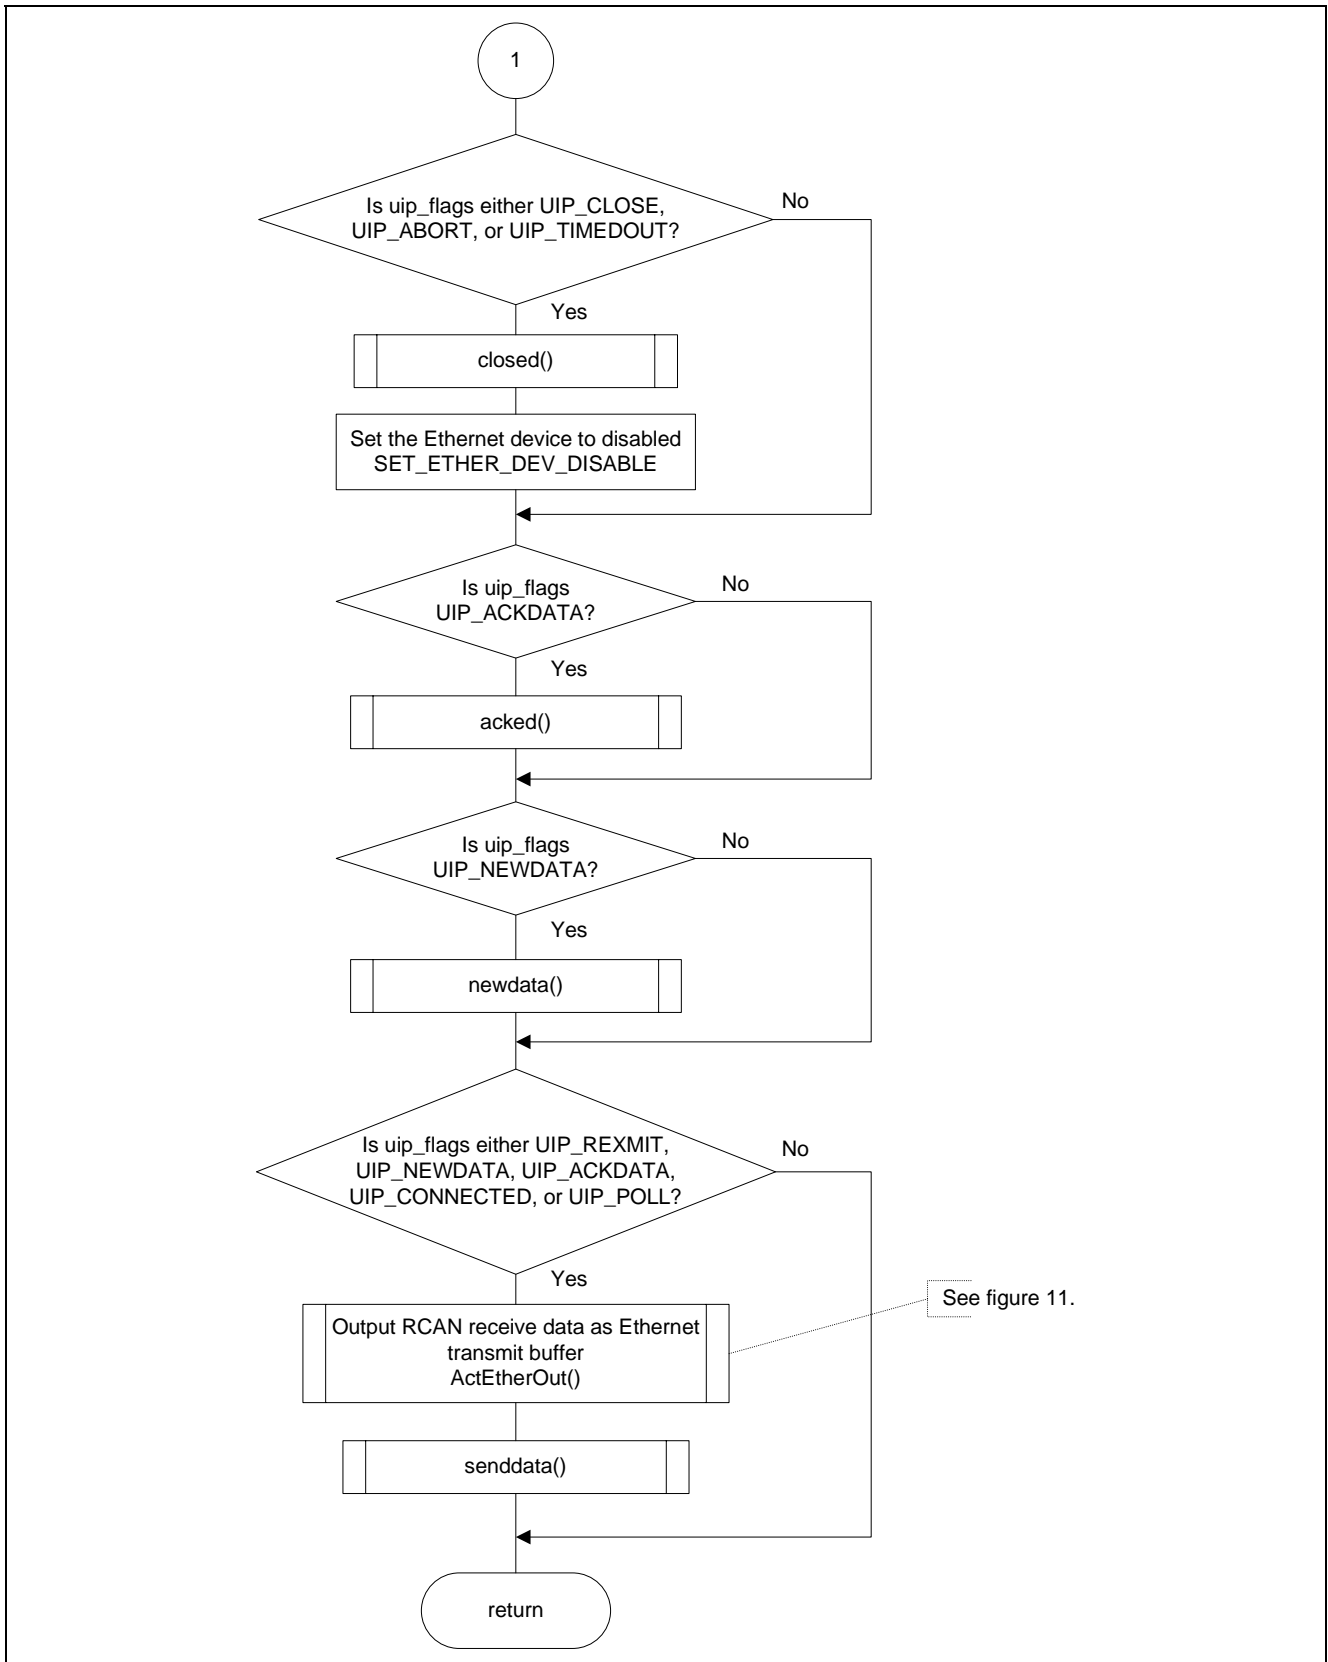 1
Is uip_flags either UIP_CLOSE,
UIP_ABORT, or UIP_TIMEDOUT?
No
Yes
closed()
Set the Ethernet device to disabled
SET_ETHER_DEV_DISABLE
Is uip_flags
UIP_ACKDATA?
No
Yes
acked()
Is uip_flags
UIP_NEWDATA?
No
Yes
newdata()
Is uip_flags either UIP_REXMIT,
UIP_NEWDATA, UIP_ACKDATA,
UIP_CONNECTED, or UIP_POLL?
No
Yes
See figure 11.
Output RCAN receive data as Ethernet
transmit buffer
ActEtherOut()
senddata()
return